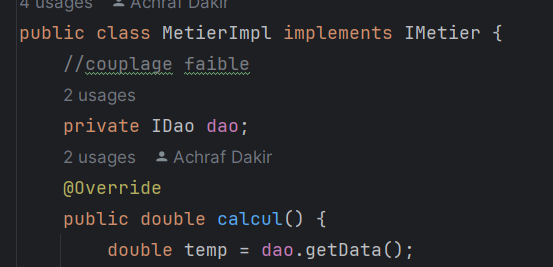 4 usages Achraf Dakir
public class MetierImpl implements IMetier {
//couplage faible
2 usages
private IDao dao;
2 usages Achraf Dakir
@Override
public double calcul() {
double temp = dao.getData();